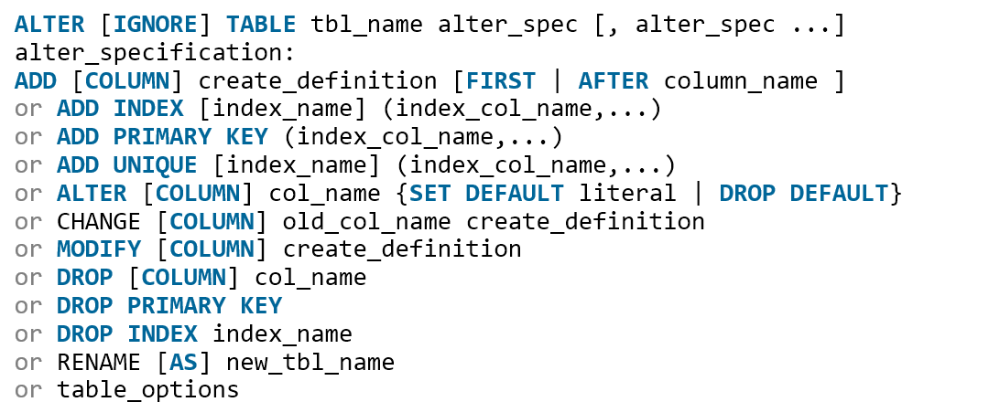 ALTER [IGNORE] TABLE tbl_name alter_spec [, alter_spec ...]
alter_specification:
ADD [COLUMN] create_definition [FIRST | AFTER column_name ]
or ADD INDEX [index_name] (index_col_name,...)
or ADD PRIMARY KEY (index_col_name,...)
or ADD UNIQUE [index_name] (index_col_name,...)
or ALTER [COLUMN] col_name {SET DEFAULT literal | DROP DEFAULT}
or CHANGE [COLUMN] old_col_name create_definition
or MODIFY [COLUMN] create_definition
or DROP [COLUMN] col_name
or DROP PRIMARY KEY
or DROP INDEX index_name
or RENAME [AS] new_tbl_name
or table_options